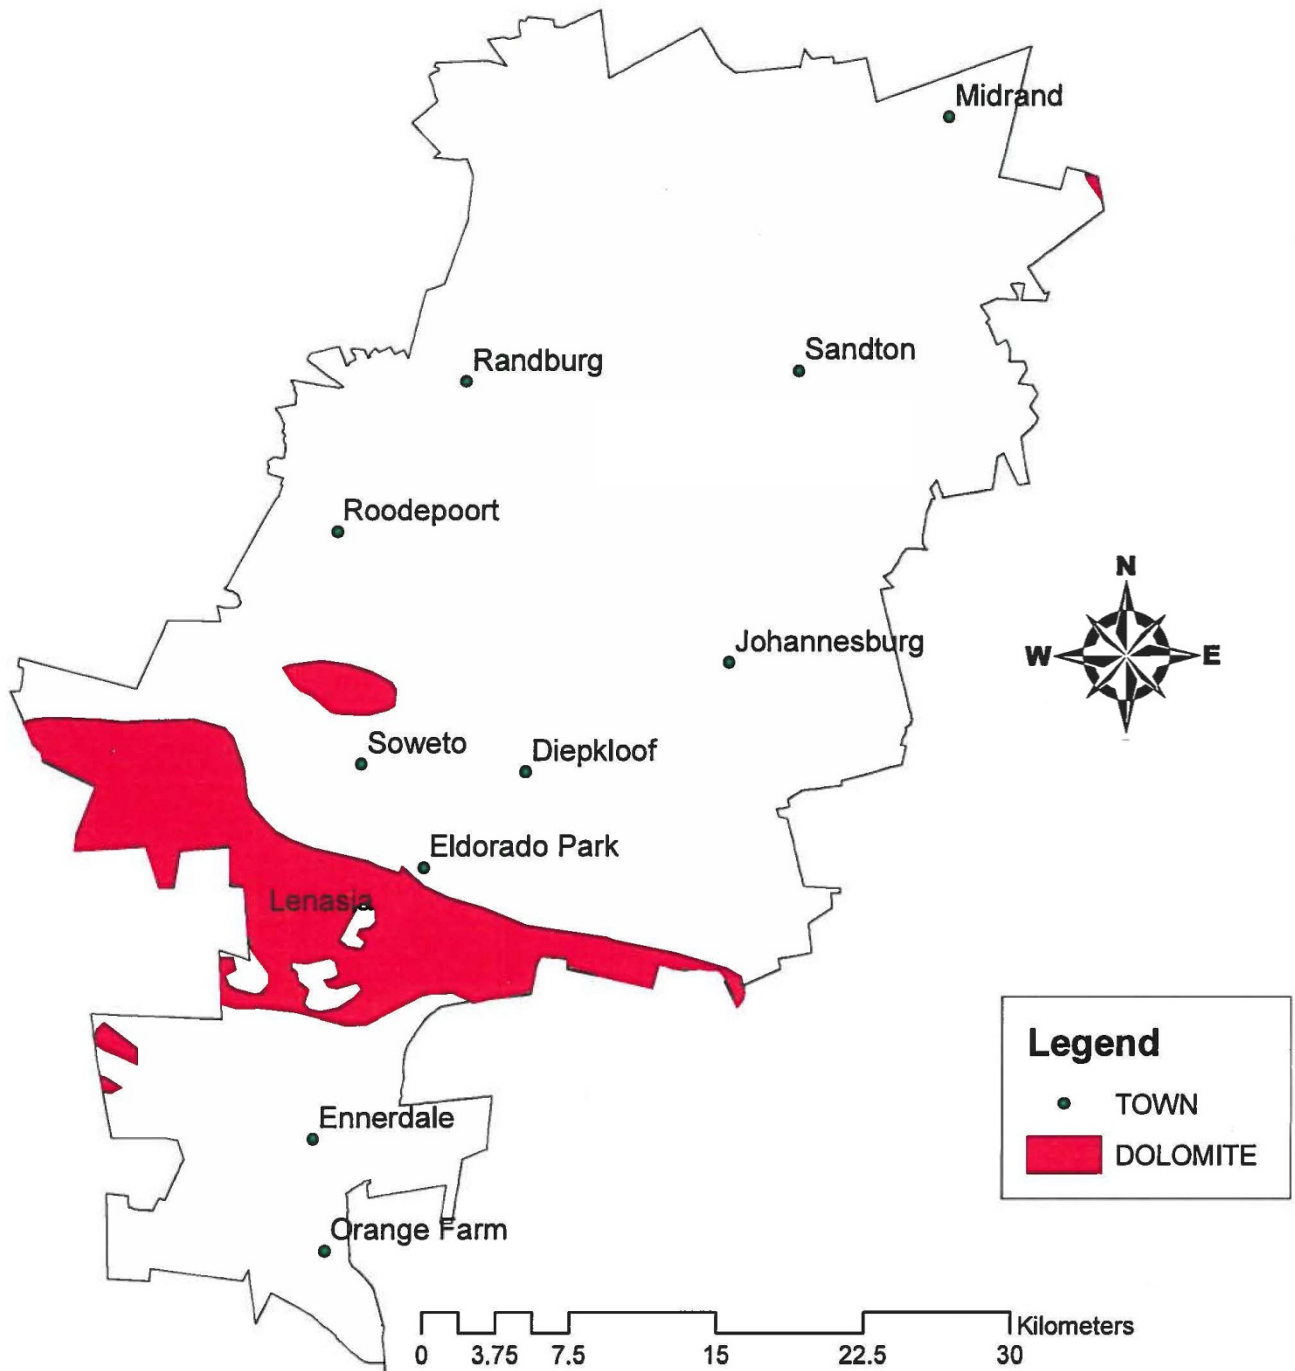 Midrand
Sandton
Randburg
Roodepoort
N
Johannesburg
W E
Soweto
Diepkloof
Eldorado Park
Lenasia
Legend
TOWN
Ennerdale
DOLOMITE
Orange Farm
Kilometers
0 3.75 7.5 15 22.5 30